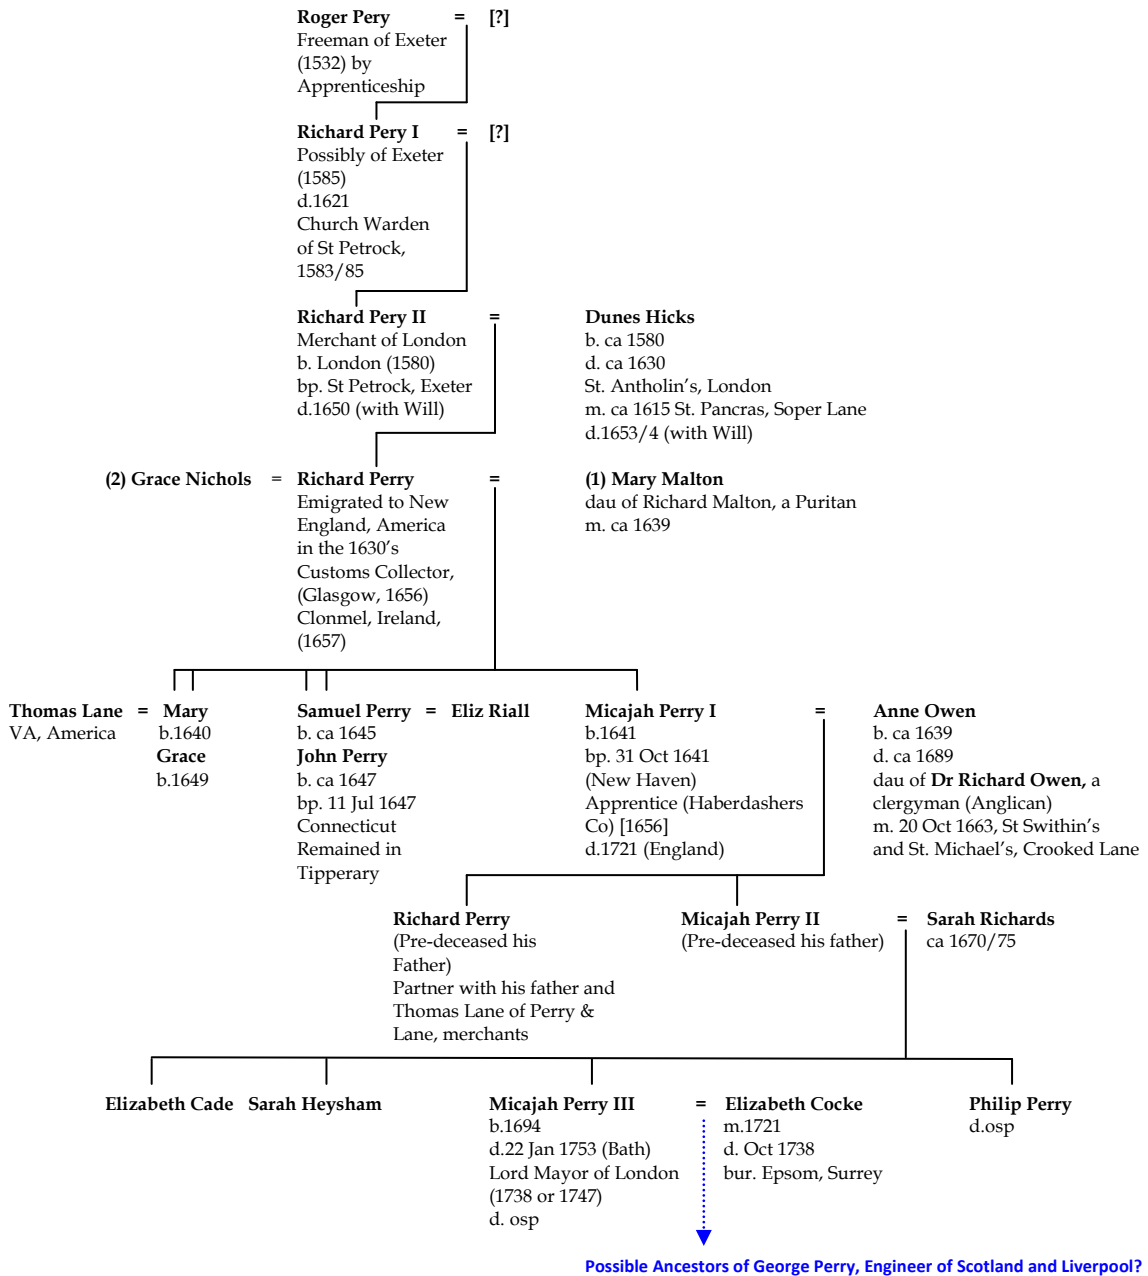 Roger Pery = [?]
Freeman of Exeter
(1532) by
Apprenticeship
Richard Pery I = [?]
Possibly of Exeter
(1585)
d.1621
Church Warden
of St Petrock,
1583/85
Richard Pery II =
Merchant of London
b. London (1580)
bp. St Petrock, Exeter
d.1650 (with Will)
Dunes Hicks
b. ca 1580
d. ca 1630
St. Antholin’s, London
m. ca 1615 St. Pancras, Soper Lane
d.1653/4 (with Will)
(2) Grace Nichols = Richard Perry =
Emigrated to New
England, America
in the 1630’s
Customs Collector,
(Glasgow, 1656)
Clonmel, Ireland,
(1657)
(1) Mary Malton
dau of Richard Malton, a Puritan
m. ca 1639
Thomas Lane =
VA, America
Mary
b.1640
Grace
b.1649
Samuel Perry = Eliz Riall
b. ca 1645
John Perry
b. ca 1647
bp. 11 Jul 1647
Connecticut
Remained in
Tipperary
Micajah Perry I =
b.1641
bp. 31 Oct 1641
(New Haven)
Apprentice (Haberdashers
Co) [1656]
d.1721 (England)
Anne Owen
b. ca 1639
d. ca 1689
dau of Dr Richard Owen, a
clergyman (Anglican)
m. 20 Oct 1663, St Swithin’s
and St. Michael’s, Crooked Lane
Richard Perry
(Pre-deceased his
Father)
Partner with his father and
Thomas Lane of Perry &
Lane, merchants
Micajah Perry II =
(Pre-deceased his father)
Sarah Richards
ca 1670/75
Elizabeth Cade
Sarah Heysham
Micajah Perry III =
b.1694
d.22 Jan 1753 (Bath)
Lord Mayor of London
(1738 or 1747)
d. osp
Elizabeth Cocke
m.1721
d. Oct 1738
bur. Epsom, Surrey
Philip Perry
d.osp
Possible Ancestors of George Perry, Engineer of Scotland and Liverpool?